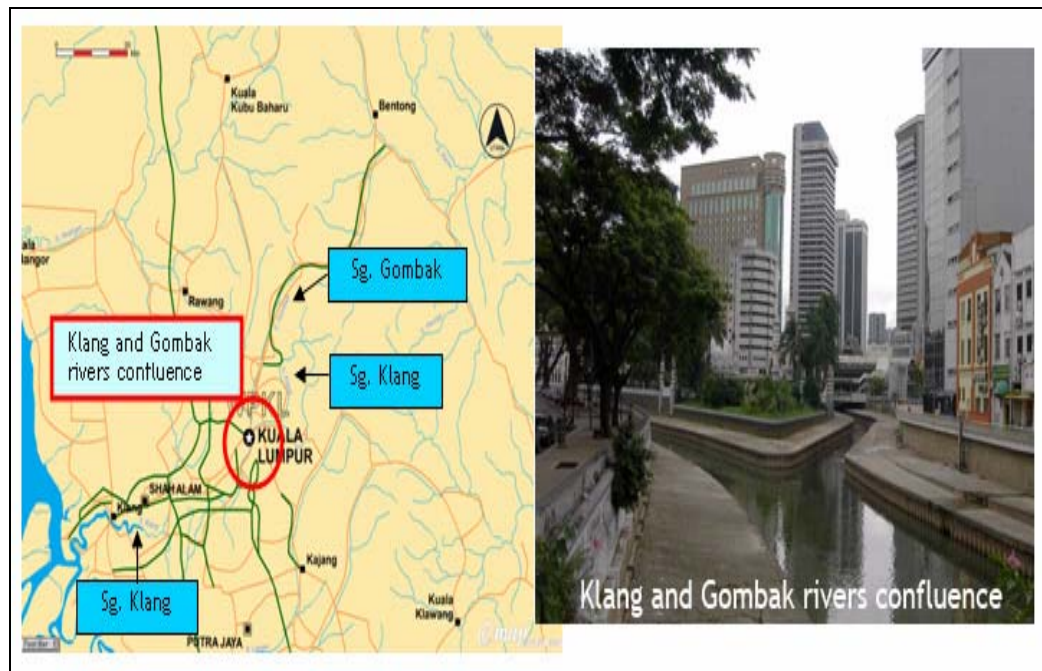 Kuala
Kubu Baharu
Bentong
Sg. Gombak
Rawang
Klang and Gombak
rivers confluence
Sg. Klang
KUALA
LUMPUR
SHAH ALAM
Klang
Kajang
Sg. Klang
Kuala
Klawang
PUTRA JAYA
Klang and Gombak rivers confluence